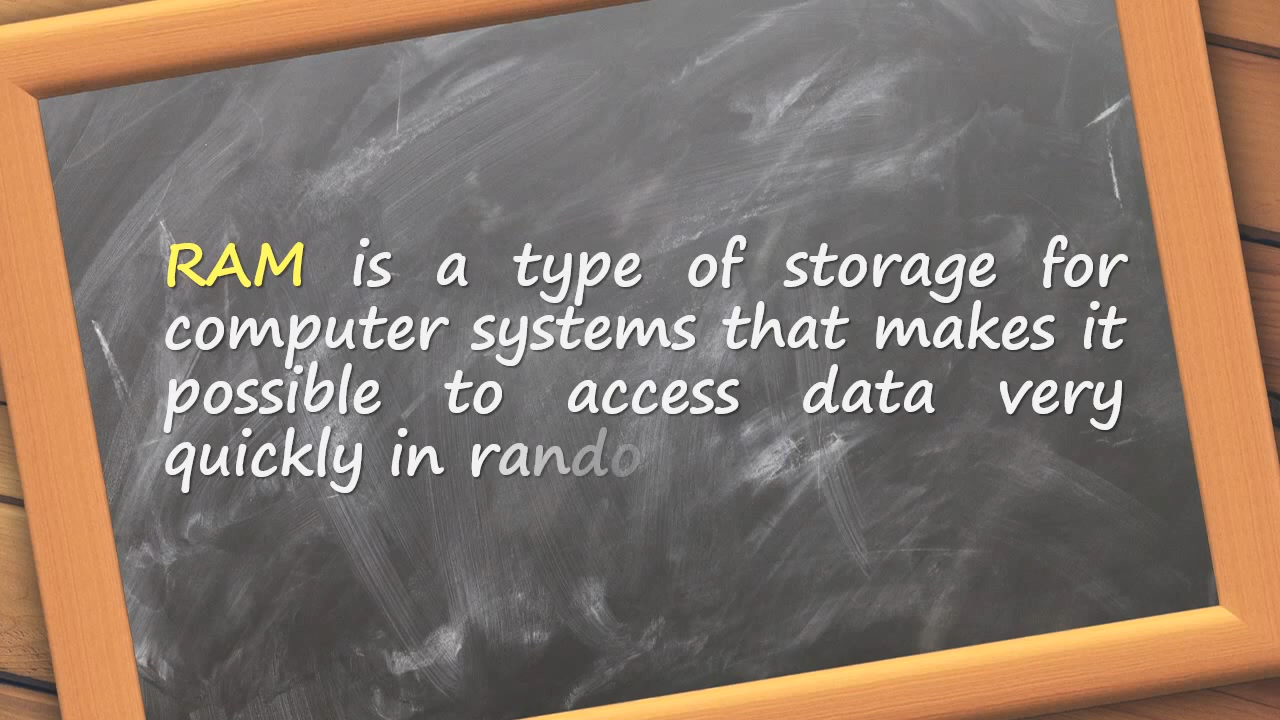 RAM is a type of storage for
computer systems that makes it
possible to access data very
quickly in rando